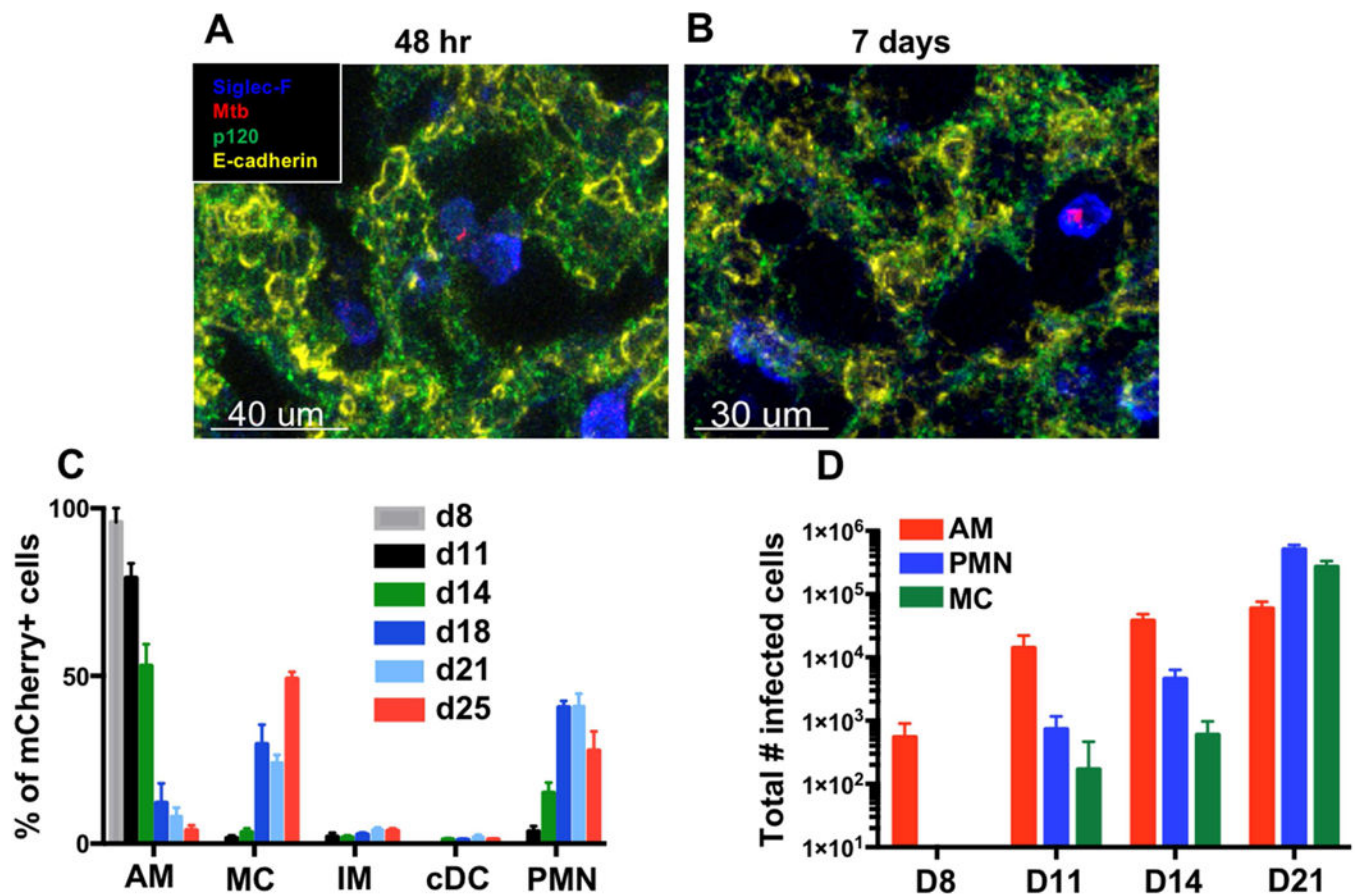 A
48 hr
B
7 days
Siglec-F
Mtb
p120
E-cadherin
40 um
30 um
C
D
% of mCherry+ cells
100
50
0
d8
d11
d14
d18
d21
d25
AM
MC
IM
cDC
PMN
Total # infected cells
1×10⁶
1×10⁵
1×10⁴
1×10³
1×10²
1×10¹
AM
PMN
MC
D8
D11
D14
D21